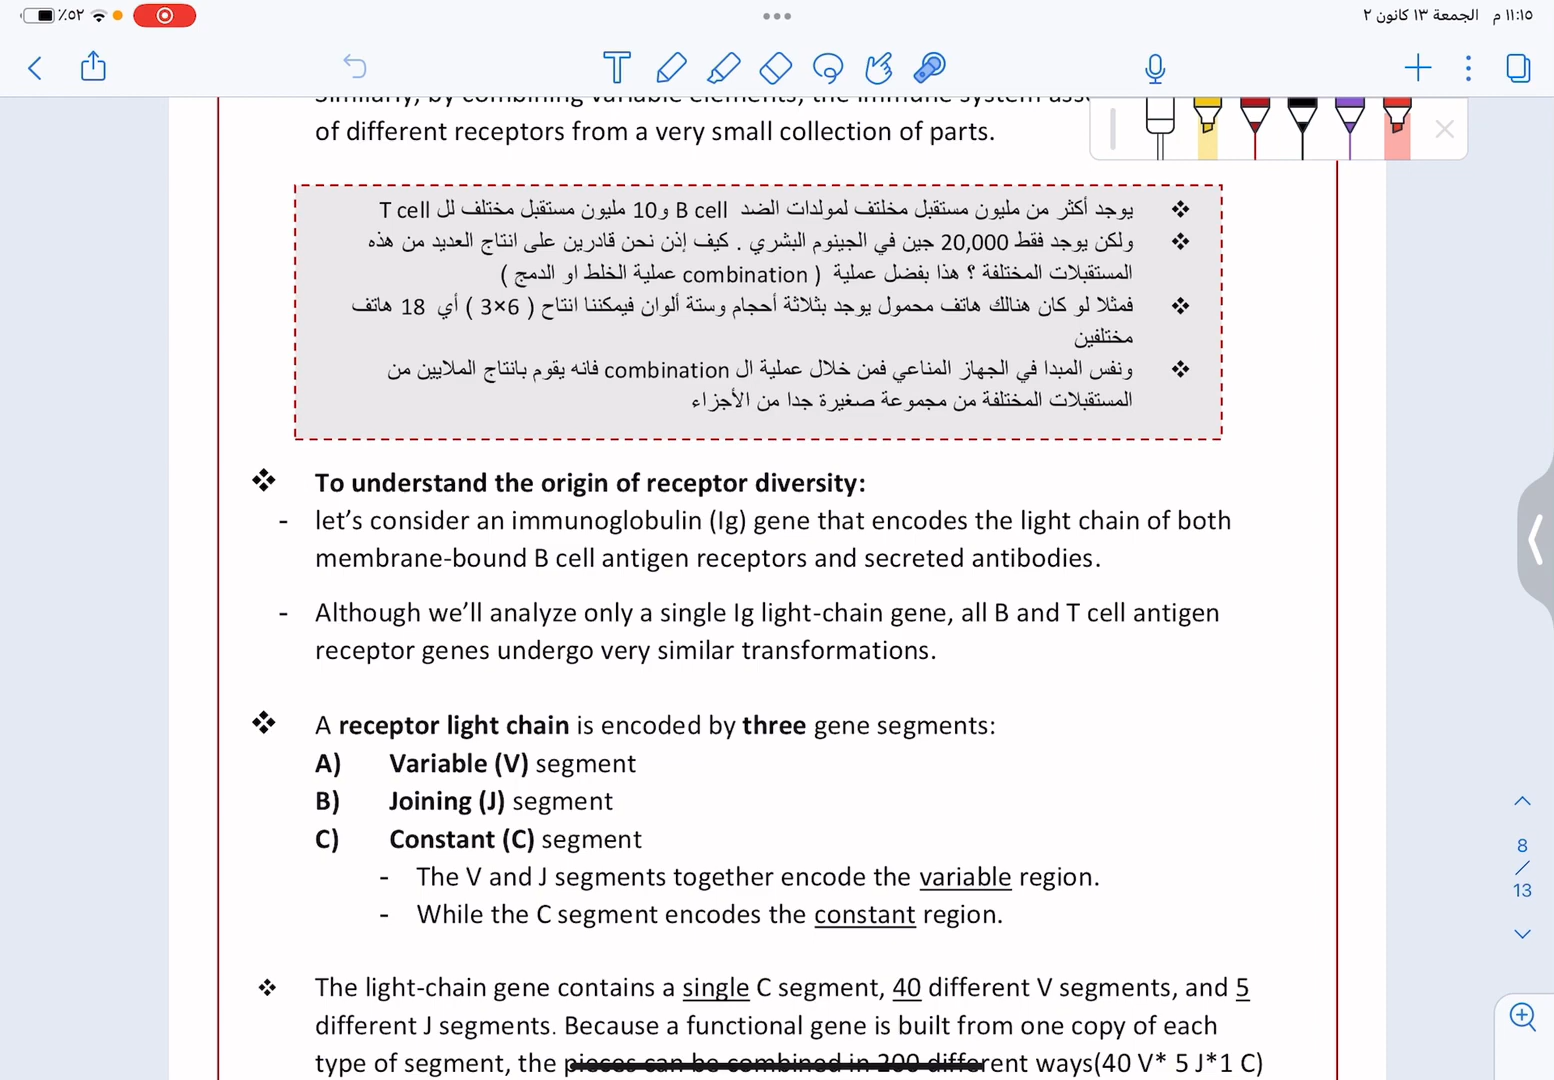 ٪٥٢
١١:١٥ م الجمعة ١٣ كانون ٢
Similarly, by combining variable elements, the immune system
of different receptors from a very small collection of parts.
❖ يوجد أكثر من مليون مستقبل مخلتف لمولدات الضد B cell و10 مليون مستقبل مختلف لل T cell
❖ ولكن يوجد فقط 20,000 جين في الجينوم البشري . كيف إذن نحن قادرين على انتاج العديد من هذه
المستقبلات المختلفة ؟ هذا بفضل عملية ( combination عملية الخلط او الدمج )
❖ فمثلا لو كان هنالك هاتف محمول يوجد بثلاثة أحجام وستة ألوان فيمكننا انتاح ( 6×3 ) أي 18 هاتف
مختلفين
❖ ونفس المبدا في الجهاز المناعي فمن خلال عملية ال combination فانه يقوم بانتاج الملايين من
المستقبلات المختلفة من مجموعة صغيرة جدا من الأجزاء
❖ To understand the origin of receptor diversity:
- let’s consider an immunoglobulin (Ig) gene that encodes the light chain of both
membrane-bound B cell antigen receptors and secreted antibodies.
- Although we’ll analyze only a single Ig light-chain gene, all B and T cell antigen
receptor genes undergo very similar transformations.
❖ A receptor light chain is encoded by three gene segments:
A) Variable (V) segment
B) Joining (J) segment
C) Constant (C) segment
- The V and J segments together encode the variable region.
- While the C segment encodes the constant region.
❖ The light-chain gene contains a single C segment, 40 different V segments, and 5
different J segments. Because a functional gene is built from one copy of each
type of segment, the pieces can be combined in 200 different ways(40 V* 5 J*1 C)
8
/
13